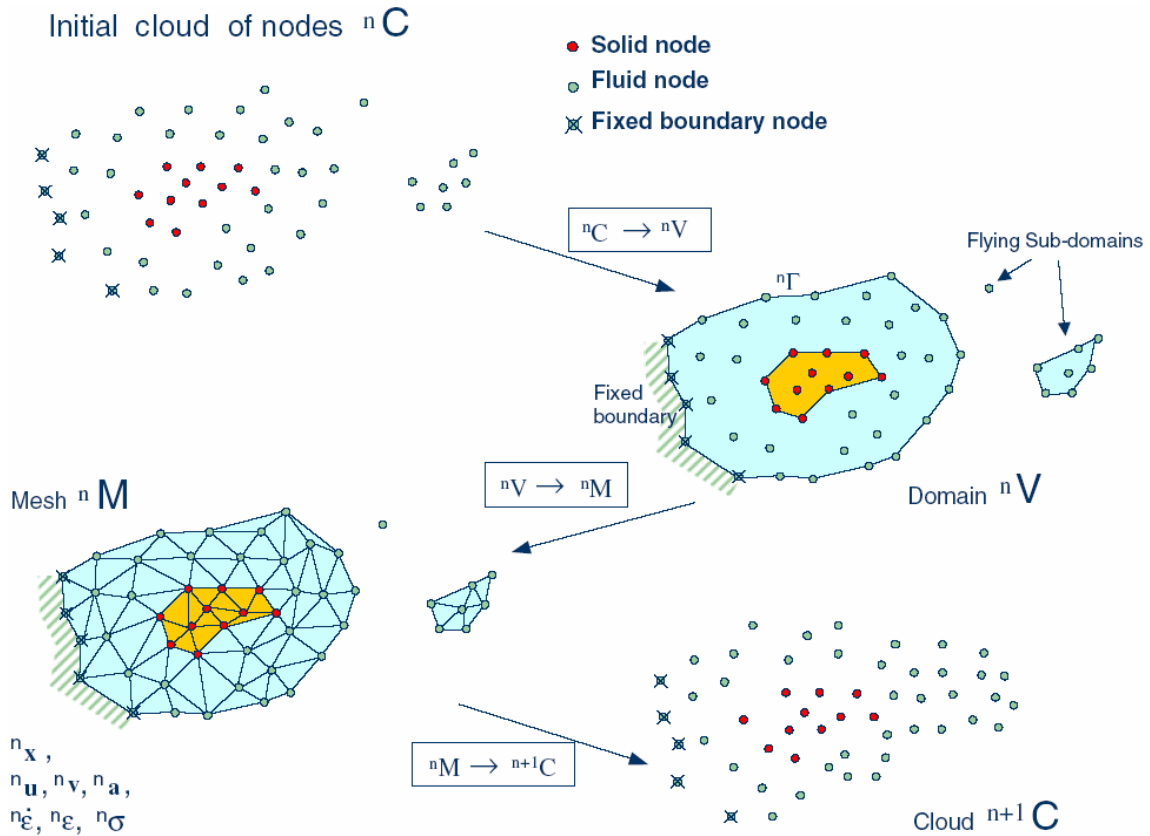 Initial cloud of nodes ⁿC
Solid node
Fluid node
Fixed boundary node
ⁿC → ⁿV
Flying Sub-domains
ⁿΓ
Fixed
boundary
ⁿV → ⁿM
Mesh ⁿM
Domain ⁿV
ⁿx ,
ⁿu, ⁿv, ⁿa,
ⁿε̇, ⁿε, ⁿσ
ⁿM → ⁿ⁺¹C
Cloud ⁿ⁺¹C